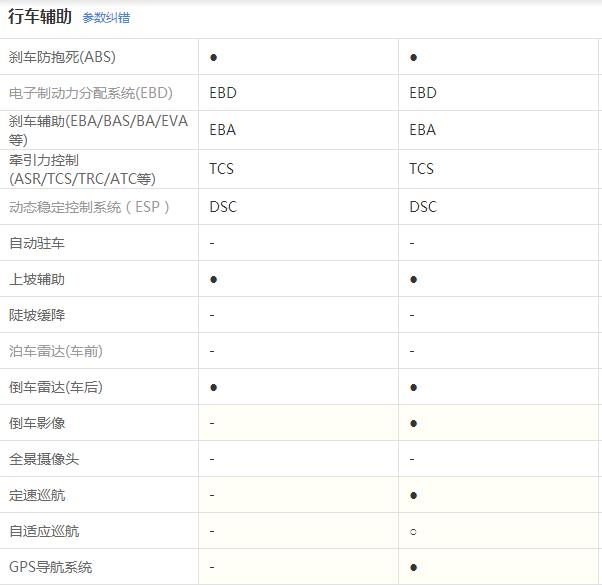 行车辅助 参数纠错
刹车防抱死(ABS) ● ●
电子制动力分配系统(EBD) EBD EBD
刹车辅助(EBA/BAS/BA/EVA
等) EBA EBA
牵引力控制
(ASR/TCS/TRC/ATC等) TCS TCS
动态稳定控制系统（ESP） DSC DSC
自动驻车 - -
上坡辅助 ● ●
陡坡缓降 - -
泊车雷达(车前) - -
倒车雷达(车后) ● ●
倒车影像 - ●
全景摄像头 - -
定速巡航 - ●
自适应巡航 - ○
GPS导航系统 - ●